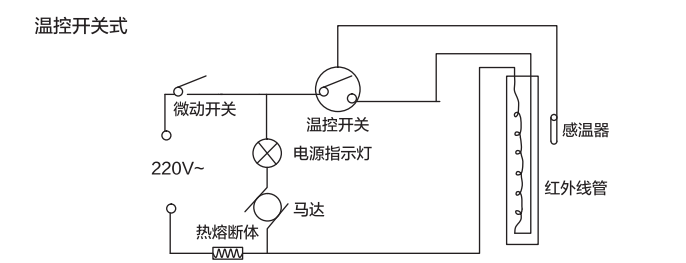 温控开关式
微动开关
温控开关
感温器
电源指示灯
220V~
红外线管
马达
热熔断体